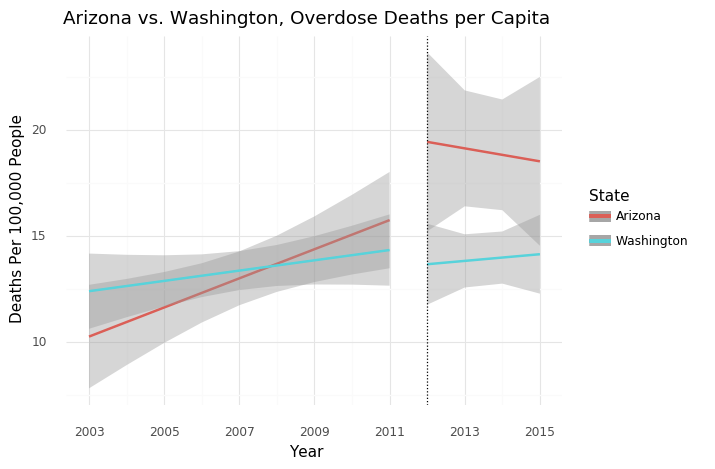 Arizona vs. Washington, Overdose Deaths per Capita
Deaths Per 100,000 People
20
15
10
2003
2005
2007
2009
2011
2013
2015
Year
State
Arizona
Washington